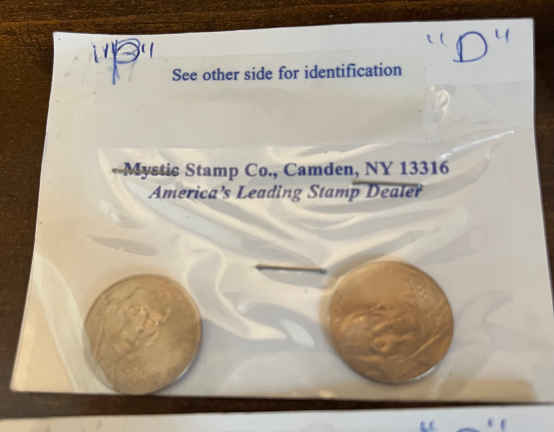 "P"
"D"
See other side for identification
Mystic Stamp Co., Camden, NY 13316
America's Leading Stamp Dealer